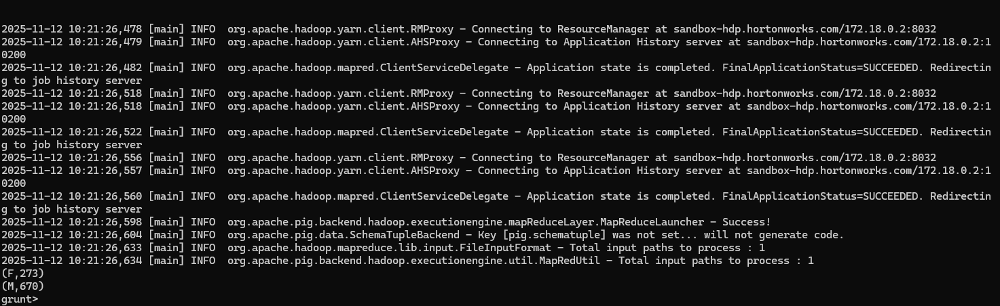 2025-11-12 10:21:26,478 [main] INFO  org.apache.hadoop.yarn.client.RMProxy - Connecting to ResourceManager at sandbox-hdp.hortonworks.com/172.18.0.2:8032
2025-11-12 10:21:26,479 [main] INFO  org.apache.hadoop.yarn.client.AHSProxy - Connecting to Application History server at sandbox-hdp.hortonworks.com/172.18.0.2:1
0200
2025-11-12 10:21:26,482 [main] INFO  org.apache.hadoop.mapred.ClientServiceDelegate - Application state is completed. FinalApplicationStatus=SUCCEEDED. Redirectin
g to job history server
2025-11-12 10:21:26,518 [main] INFO  org.apache.hadoop.yarn.client.RMProxy - Connecting to ResourceManager at sandbox-hdp.hortonworks.com/172.18.0.2:8032
2025-11-12 10:21:26,518 [main] INFO  org.apache.hadoop.yarn.client.AHSProxy - Connecting to Application History server at sandbox-hdp.hortonworks.com/172.18.0.2:1
0200
2025-11-12 10:21:26,522 [main] INFO  org.apache.hadoop.mapred.ClientServiceDelegate - Application state is completed. FinalApplicationStatus=SUCCEEDED. Redirectin
g to job history server
2025-11-12 10:21:26,556 [main] INFO  org.apache.hadoop.yarn.client.RMProxy - Connecting to ResourceManager at sandbox-hdp.hortonworks.com/172.18.0.2:8032
2025-11-12 10:21:26,557 [main] INFO  org.apache.hadoop.yarn.client.AHSProxy - Connecting to Application History server at sandbox-hdp.hortonworks.com/172.18.0.2:1
0200
2025-11-12 10:21:26,560 [main] INFO  org.apache.hadoop.mapred.ClientServiceDelegate - Application state is completed. FinalApplicationStatus=SUCCEEDED. Redirectin
g to job history server
2025-11-12 10:21:26,598 [main] INFO  org.apache.pig.backend.hadoop.executionengine.mapReduceLayer.MapReduceLauncher - Success!
2025-11-12 10:21:26,604 [main] INFO  org.apache.pig.data.SchemaTupleBackend - Key [pig.schematuple] was not set... will not generate code.
2025-11-12 10:21:26,633 [main] INFO  org.apache.hadoop.mapreduce.lib.input.FileInputFormat - Total input paths to process : 1
2025-11-12 10:21:26,634 [main] INFO  org.apache.pig.backend.hadoop.executionengine.util.MapRedUtil - Total input paths to process : 1
(F,273)
(M,670)
grunt>